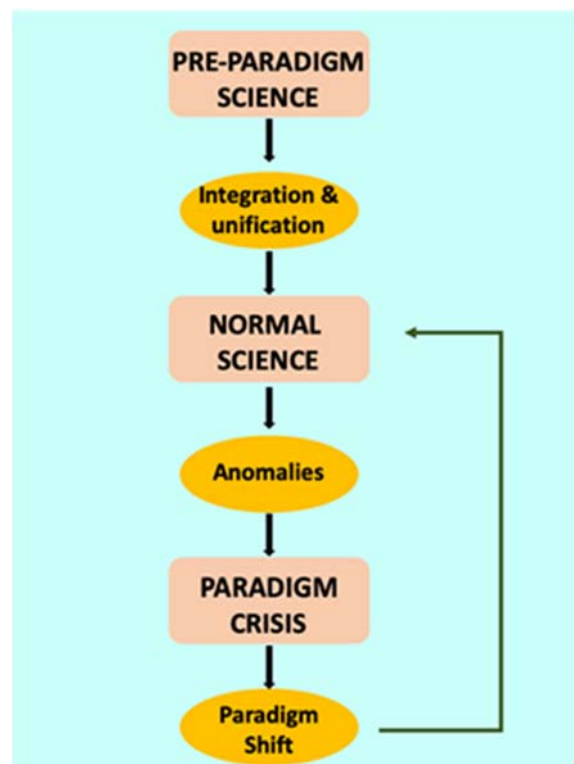 PRE-PARADIGM
SCIENCE
Integration &
unification
NORMAL
SCIENCE
Anomalies
PARADIGM
CRISIS
Paradigm
Shift